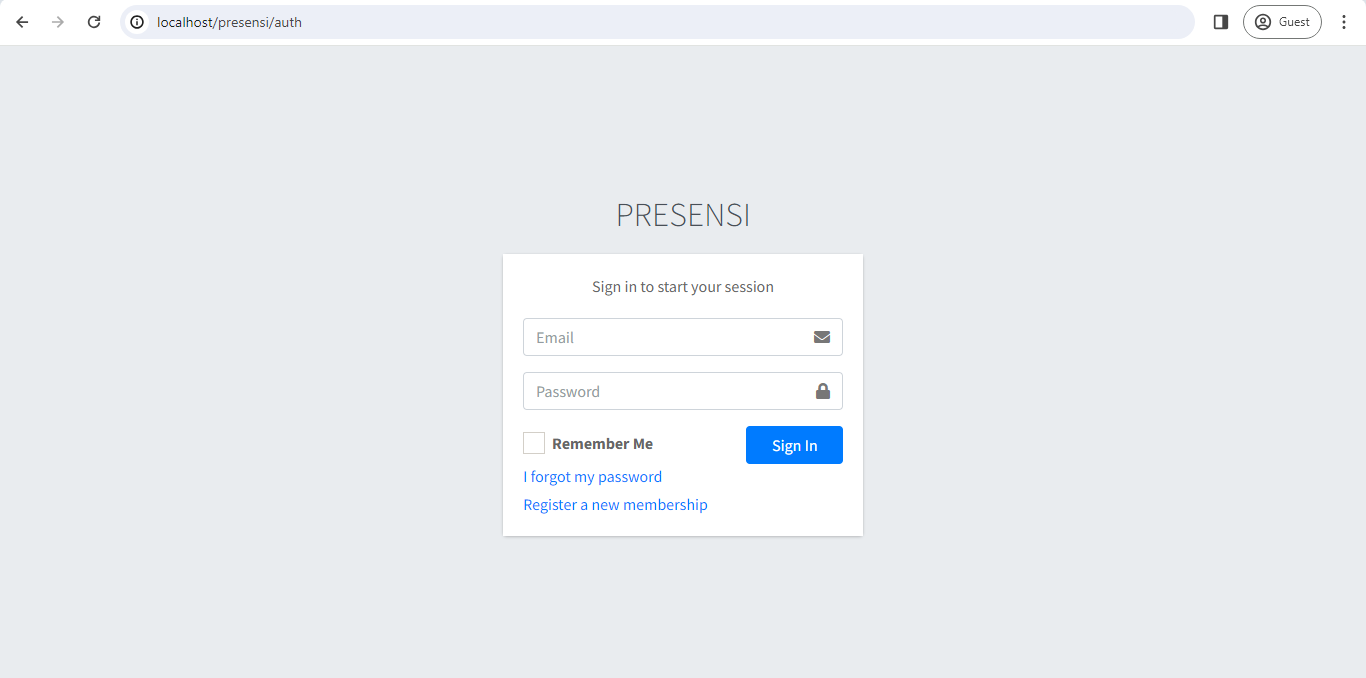 localhost/presensi/auth
Guest
PRESENSI
Sign in to start your session
Email
Password
Remember Me
Sign In
I forgot my password
Register a new membership